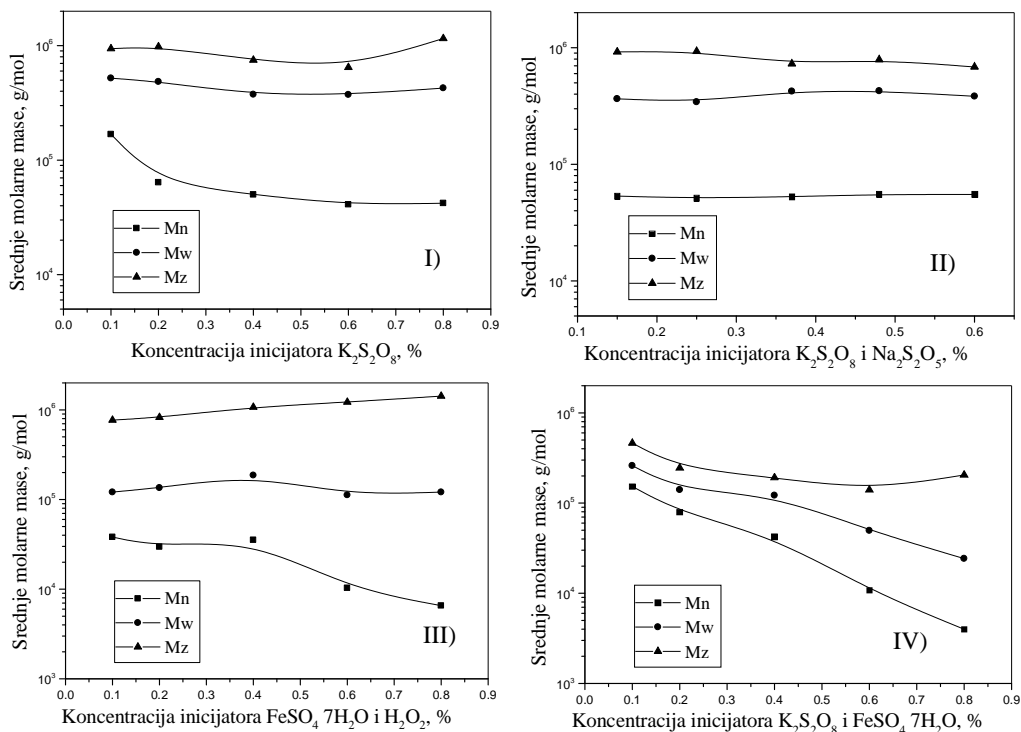 Srednje molarne mase, g/mol
10⁶
10⁵
10⁴
Mn
Mw
Mz
I)
0.0 0.1 0.2 0.3 0.4 0.5 0.6 0.7 0.8 0.9
Koncentracija inicijatora K₂S₂O₈, %
Srednje molarne mase, g/mol
10⁶
10⁵
10⁴
Mn
Mw
Mz
II)
0.1 0.2 0.3 0.4 0.5 0.6
Koncentracija inicijatora K₂S₂O₈ i Na₂S₂O₅, %
Srednje molarne mase, g/mol
10⁶
10⁵
10⁴
10³
Mn
Mw
Mz
III)
0.0 0.1 0.2 0.3 0.4 0.5 0.6 0.7 0.8 0.9
Koncentracija inicijatora FeSO₄ 7H₂O i H₂O₂, %
Srednje molarne mase, g/mol
10⁶
10⁵
10⁴
10³
Mn
Mw
Mz
IV)
0.0 0.1 0.2 0.3 0.4 0.5 0.6 0.7 0.8 0.9
Koncentracija inicijatora K₂S₂O₈ i FeSO₄ 7H₂O, %